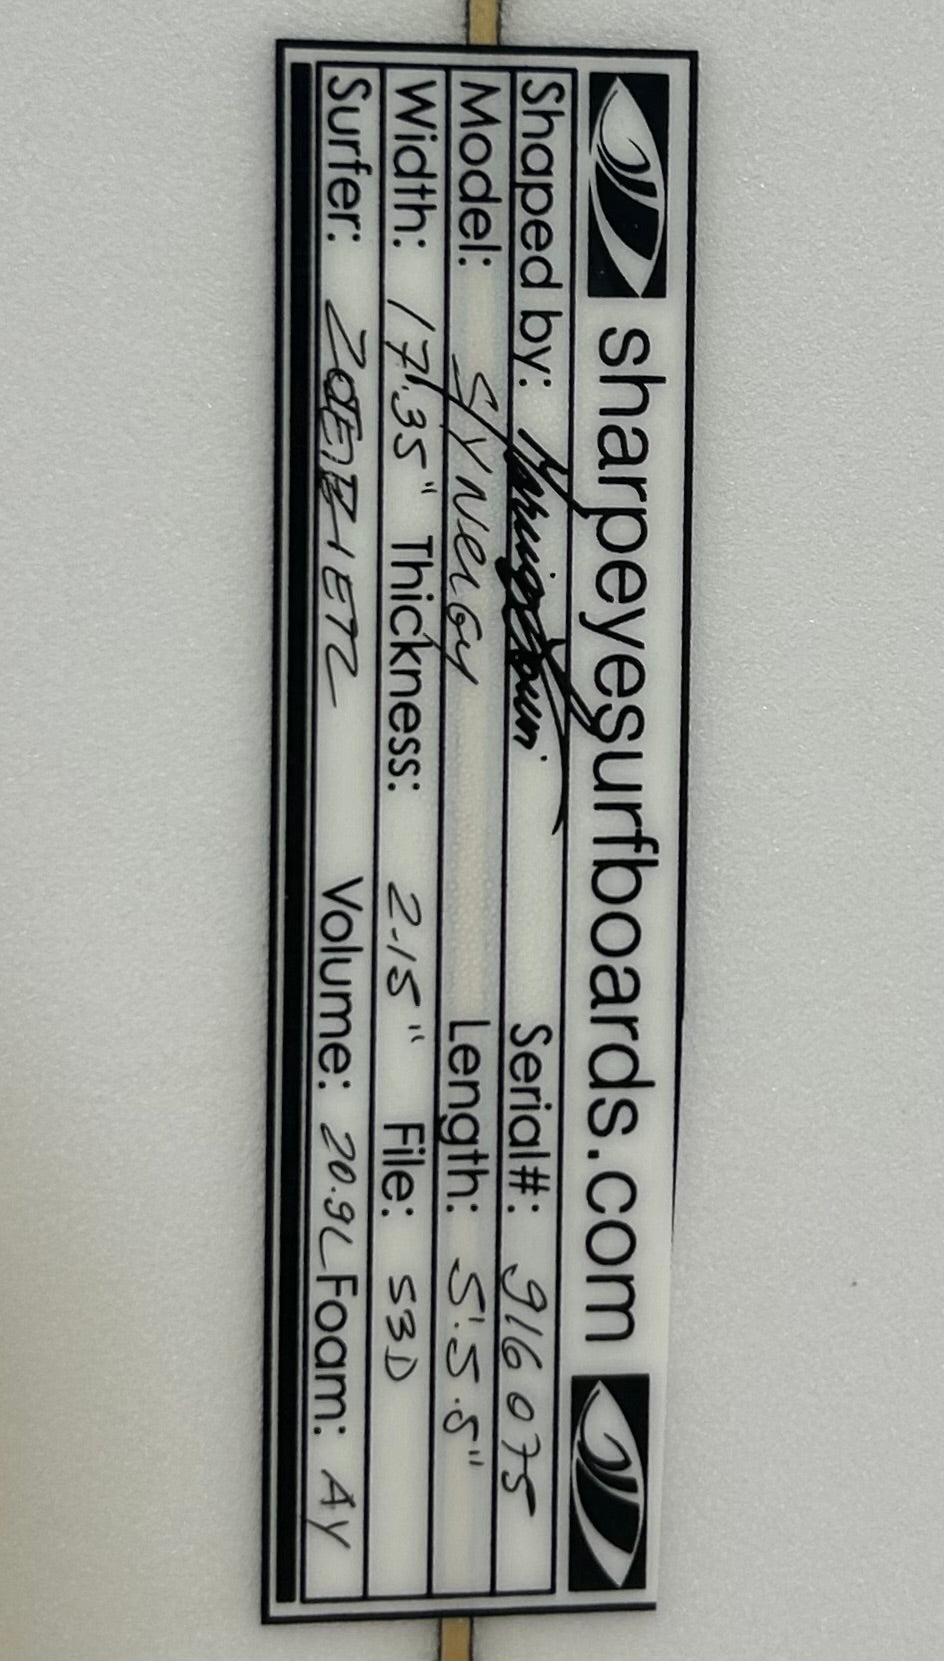 sharpeyesurfboards.com
Shaped by: Serial#: 916075
Model: SYNeRGy Length: 5'.5.5"
Width: 17.35" Thickness: 2.15" File: S3D
Surfer: Volume: 20.9L Foam: Ay